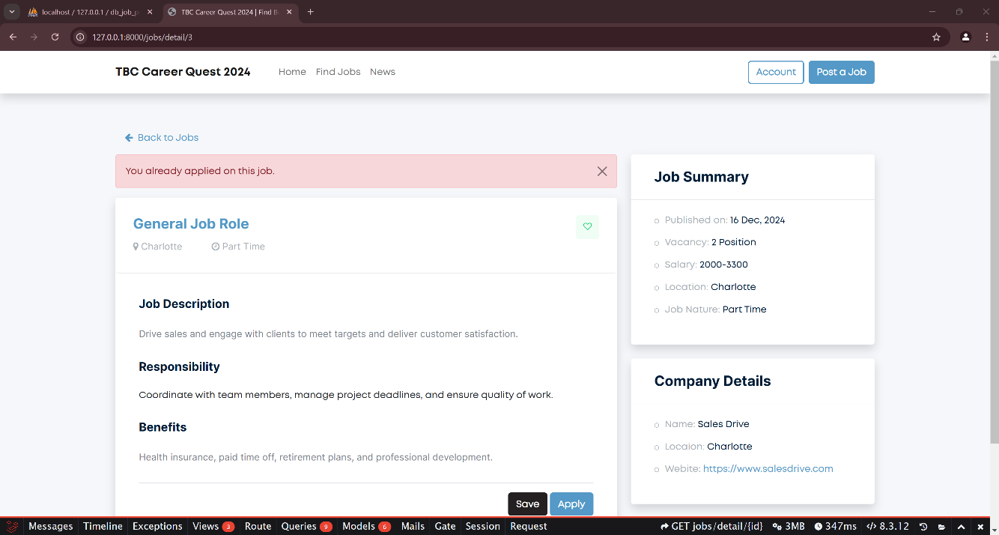 localhost / 127.0.0.1 / db_job_p
TBC Career Quest 2024 | Find B
127.0.0.1:8000/jobs/detail/3
TBC Career Quest 2024
Home
Find Jobs
News
Account
Post a Job
Back to Jobs
You already applied on this job.
General Job Role
Charlotte
Part Time
Job Description
Drive sales and engage with clients to meet targets and deliver customer satisfaction.
Responsibility
Coordinate with team members, manage project deadlines, and ensure quality of work.
Benefits
Health insurance, paid time off, retirement plans, and professional development.
Save
Apply
Job Summary
Published on: 16 Dec, 2024
Vacancy: 2 Position
Salary: 2000-3300
Location: Charlotte
Job Nature: Part Time
Company Details
Name: Sales Drive
Locaion: Charlotte
Webite: https://www.salesdrive.com
Messages
Timeline
Exceptions
Views 3
Route
Queries 9
Models 6
Mails
Gate
Session
Request
GET jobs/detail/{id}
3MB
347ms
8.3.12